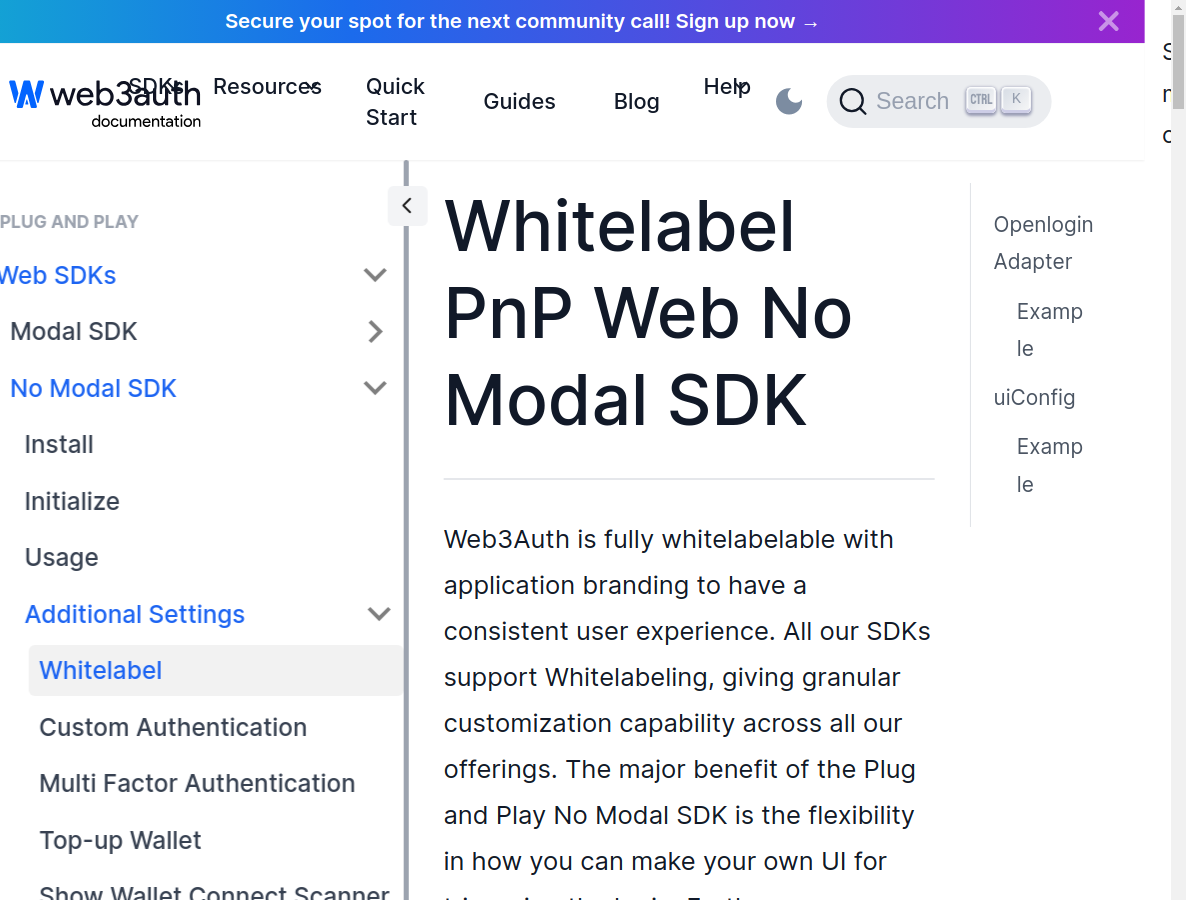 Secure your spot for the next community call! Sign up now →
web3auth
documentation
SDKs
Resources
Quick
Start
Guides
Blog
Help
Search
CTRL
K
PLUG AND PLAY
Web SDKs
Modal SDK
No Modal SDK
Install
Initialize
Usage
Additional Settings
Whitelabel
Custom Authentication
Multi Factor Authentication
Top-up Wallet
Show Wallet Connect Scanner
Whitelabel
PnP Web No
Modal SDK
Web3Auth is fully whitelabelable with
application branding to have a
consistent user experience. All our SDKs
support Whitelabeling, giving granular
customization capability across all our
offerings. The major benefit of the Plug
and Play No Modal SDK is the flexibility
in how you can make your own UI for
Openlogin
Adapter
Examp
le
uiConfig
Examp
le